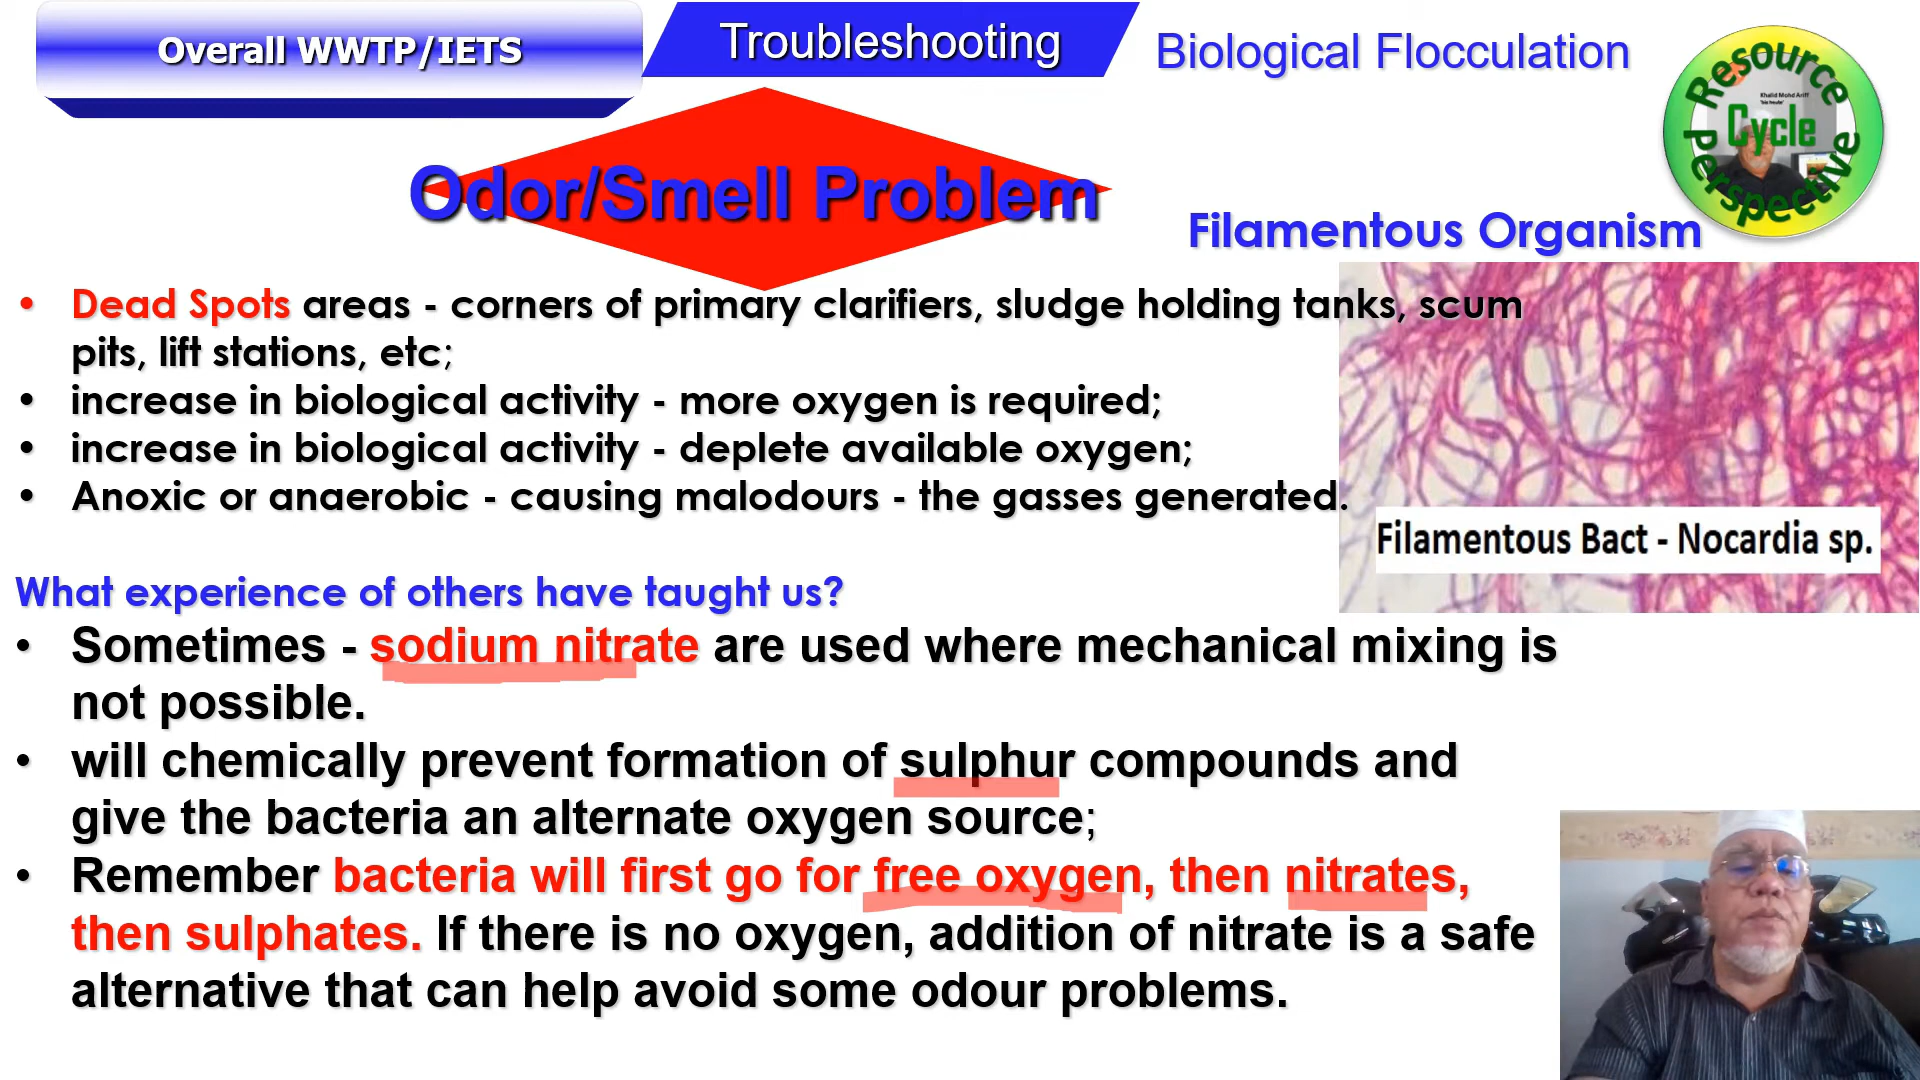 Overall WWTP/IETS
Troubleshooting
Biological Flocculation
Resource
Khalid Mohd Ariff
Cycle
Perspective
Odor/Smell Problem
Filamentous Organism
• Dead Spots areas - corners of primary clarifiers, sludge holding tanks, scum
pits, lift stations, etc;
• increase in biological activity - more oxygen is required;
• increase in biological activity - deplete available oxygen;
• Anoxic or anaerobic - causing malodours - the gasses generated.
Filamentous Bact - Nocardia sp.
What experience of others have taught us?
• Sometimes - sodium nitrate are used where mechanical mixing is
not possible.
• will chemically prevent formation of sulphur compounds and
give the bacteria an alternate oxygen source;
• Remember bacteria will first go for free oxygen, then nitrates,
then sulphates. If there is no oxygen, addition of nitrate is a safe
alternative that can help avoid some odour problems.